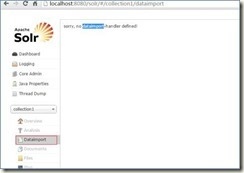 localhost:8080/solr/#/collection1/dataimport
sorry, no dataimport-handler defined!
Apache
Solr
Dashboard
Logging
Core Admin
Java Properties
Thread Dump
collection1
Overview
Analysis
Dataimport
Documents
Files